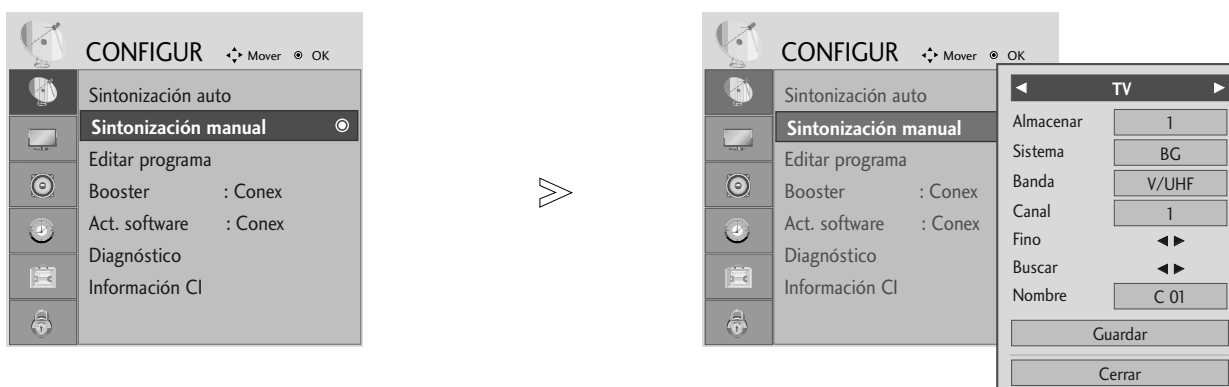 CONFIGUR Mover OK
Sintonización auto
Sintonización manual
Editar programa
Booster : Conex
Act. software : Conex
Diagnóstico
Información CI
CONFIGUR Mover OK
Sintonización auto
Sintonización manual
Editar programa
Booster : Conex
Act. software : Conex
Diagnóstico
Información CI
◀ TV ▶
Almacenar 1
Sistema BG
Banda V/UHF
Canal 1
Fino ◀ ▶
Buscar ◀ ▶
Nombre C 01
Guardar
Cerrar